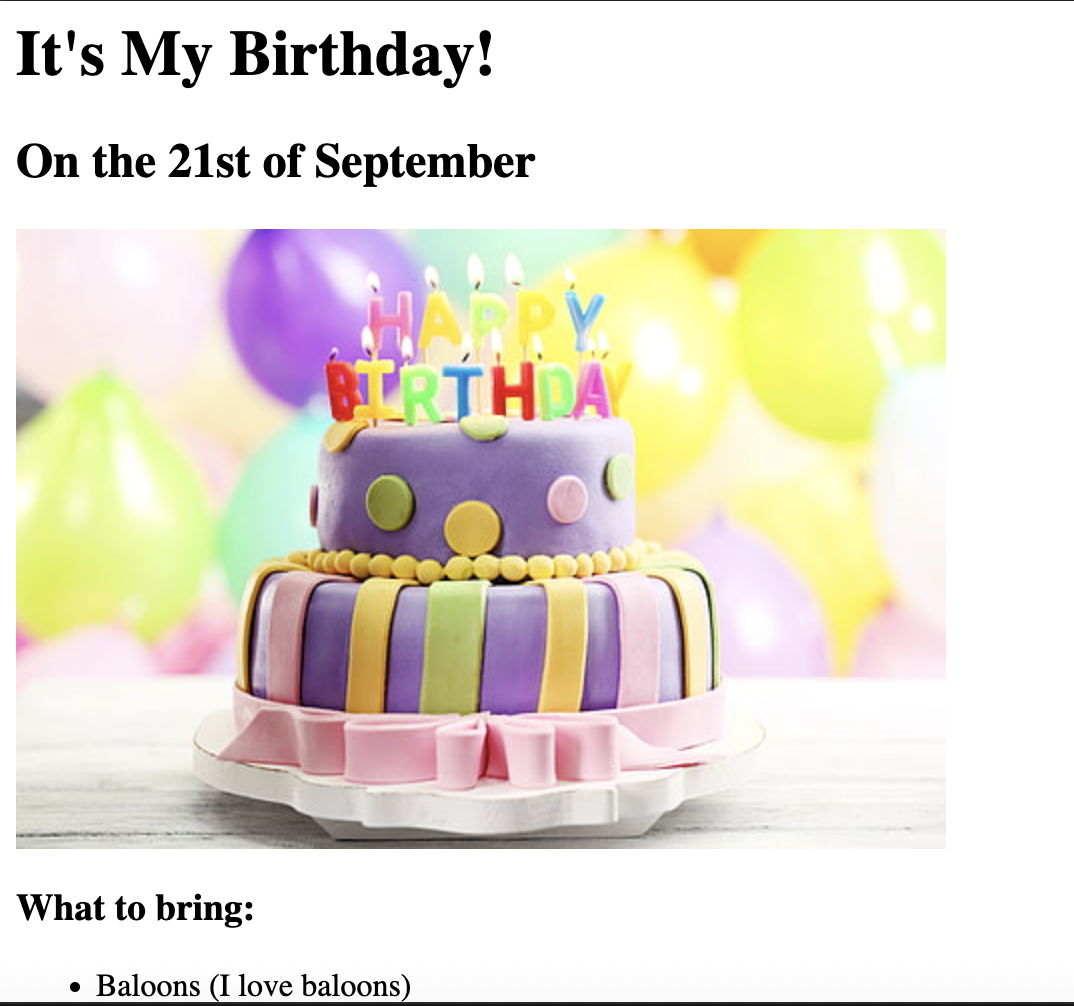 It's My Birthday!
On the 21st of September
HAPPY
BIRTHDAY
What to bring:
• Baloons (I love baloons)